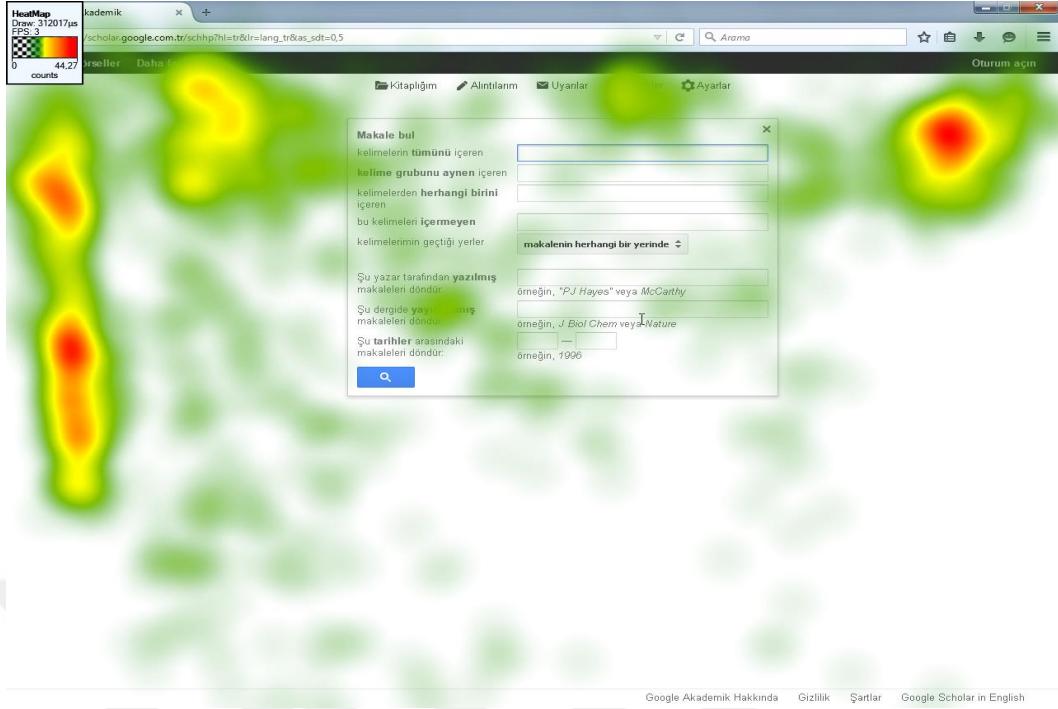 HeatMap
Draw: 312017µs
FPS: 3
0 44,27
counts
kademik × +
/scholar.google.com.tr/schhp?hl=tr&lr=lang_tr&as_sdt=0,5
Arama
Oturum açın
Kitaplığım Alıntılarım Uyarılar Ayarlar
Makale bul ×
kelimelerin tümünü içeren
kelime grubunu aynen içeren
kelimelerden herhangi birini
içeren
bu kelimeleri içermeyen
kelimelerimin geçtiği yerler makalenin herhangi bir yerinde
Şu yazar tarafından yazılmış
makaleleri döndür:
örneğin, "PJ Hayes" veya McCarthy
Şu dergide
makaleleri döndür:
örneğin, J Biol Chem veya Nature
Şu tarihler arasındaki —
makaleleri döndür:
örneğin, 1996
Google Akademik Hakkında Gizlilik Şartlar Google Scholar in English